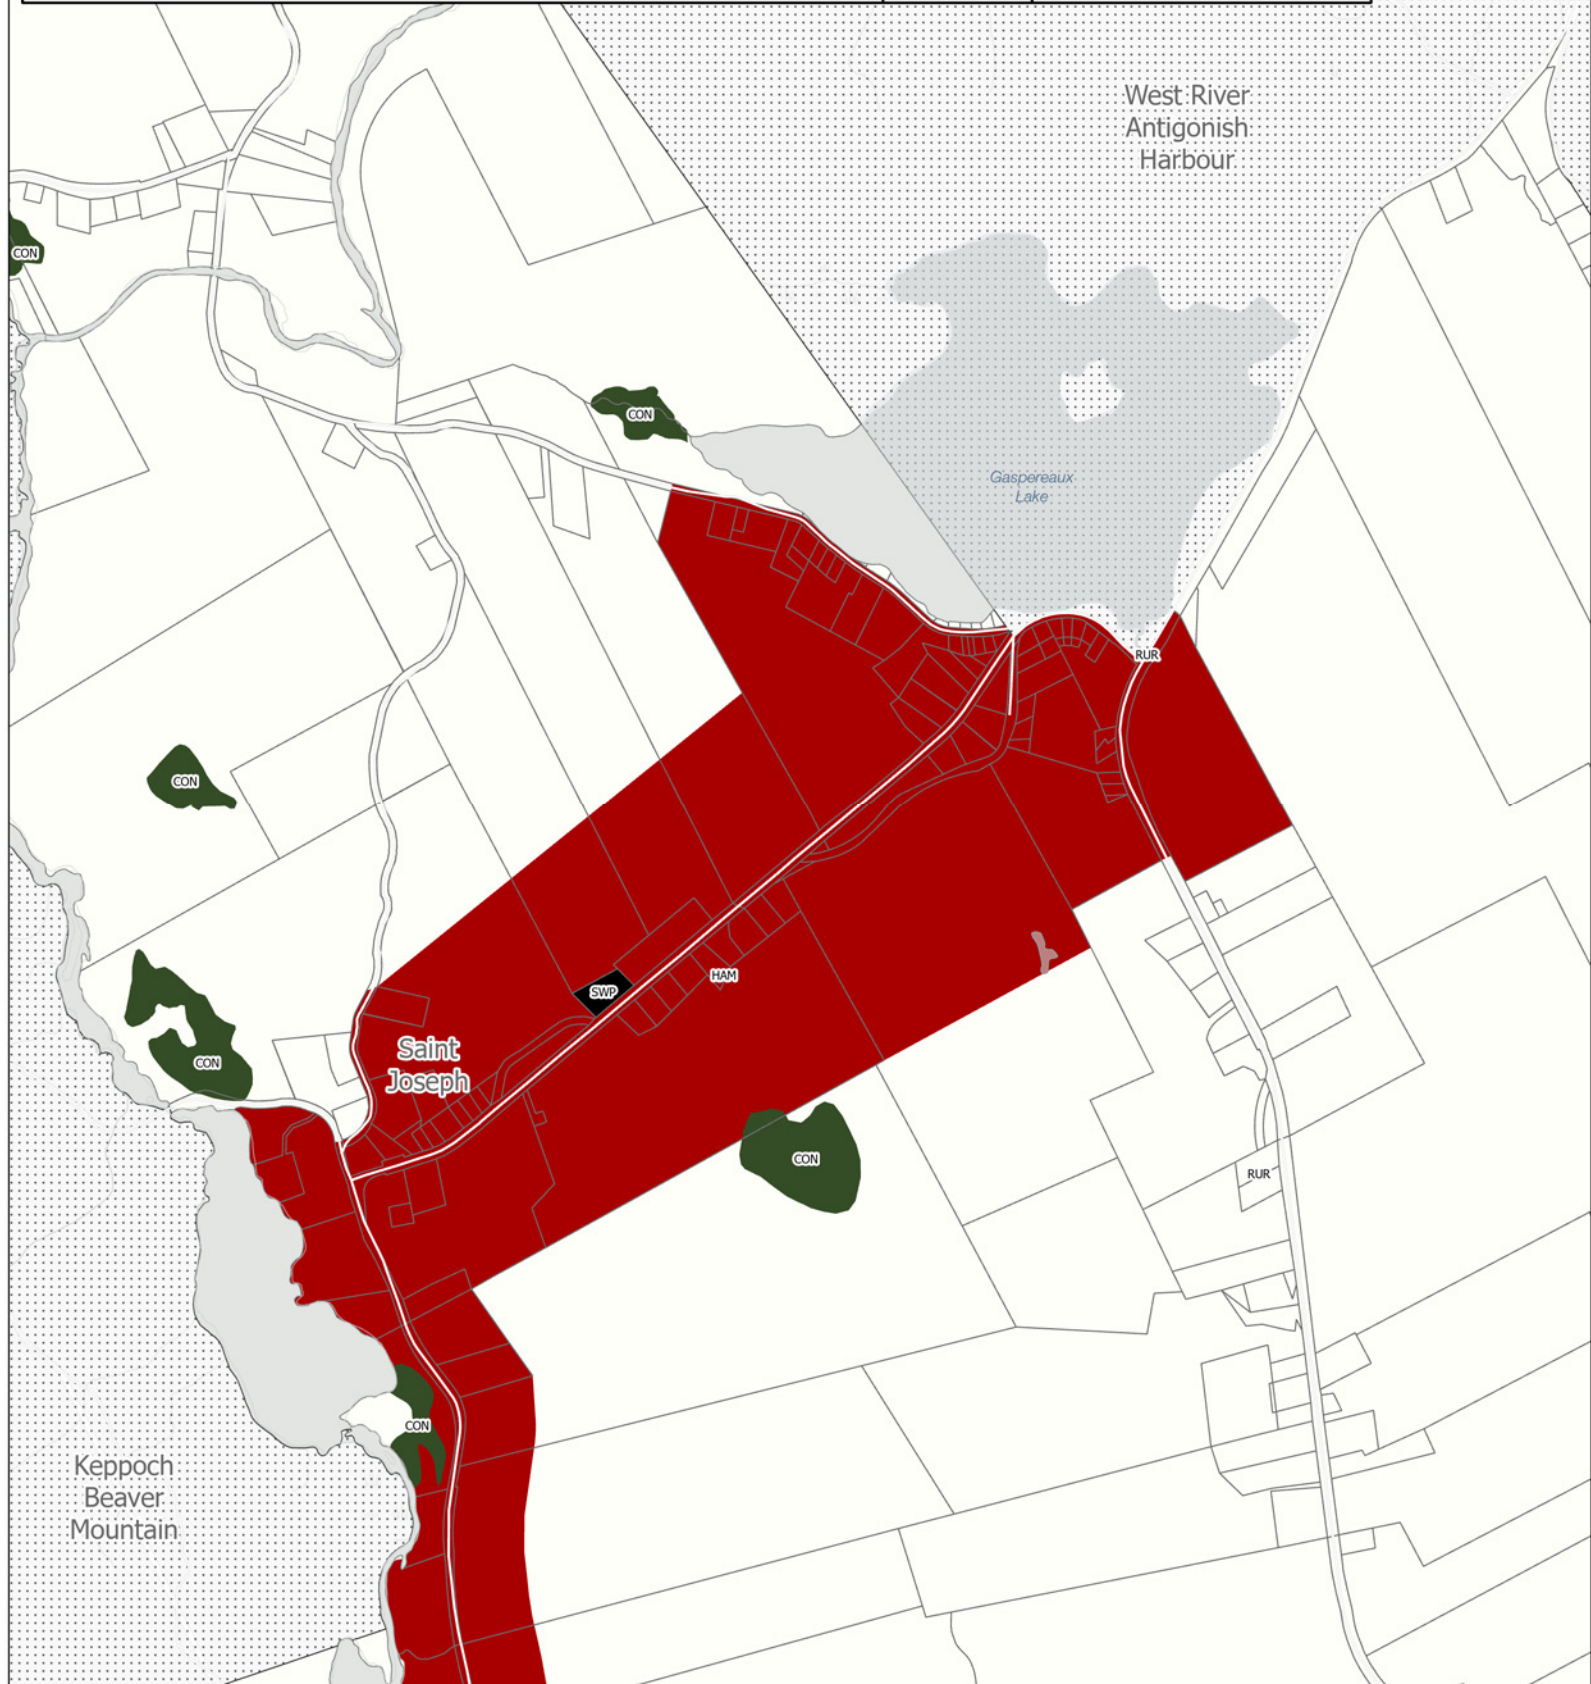 West River
Antigonish
Harbour
CON
CON
Gaspereaux
Lake
RUR
CON
HAM
SWP
Saint
Joseph
CON
CON
RUR
CON
Keppoch
Beaver
Mountain